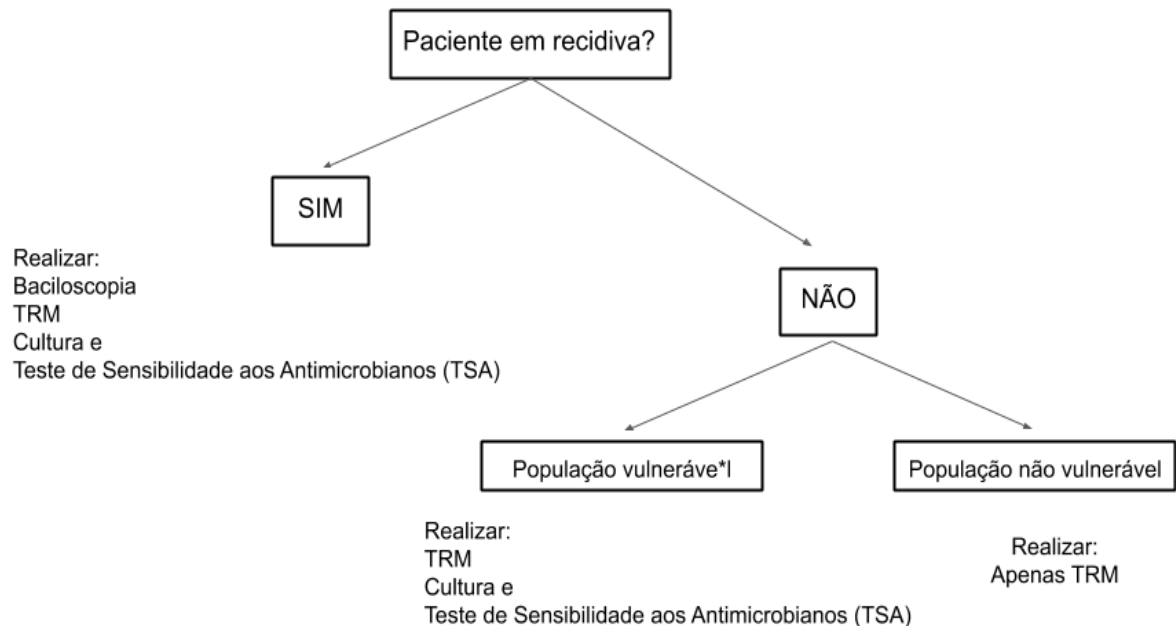 Paciente em recidiva?
SIM
Realizar:
Baciloscopia
TRM
Cultura e
Teste de Sensibilidade aos Antimicrobianos (TSA)
NÃO
População vulneráve*l
Realizar:
TRM
Cultura e
Teste de Sensibilidade aos Antimicrobianos (TSA)
População não vulnerável
Realizar:
Apenas TRM